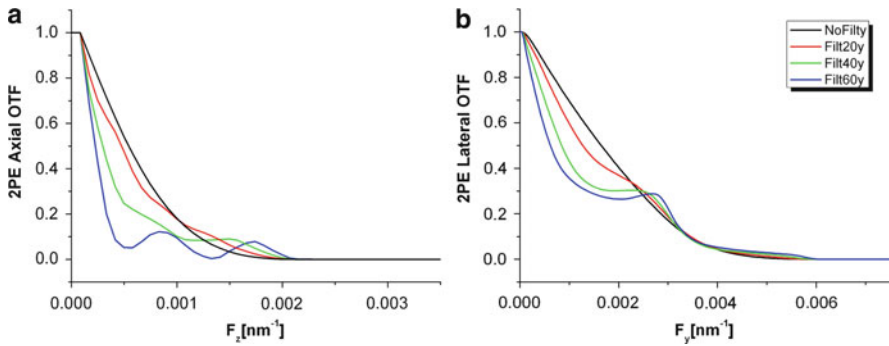 a
2PE Axial OTF
1.0
0.8
0.6
0.4
0.2
0.0
0.000 0.001 0.002 0.003
F_z[nm⁻¹]
b
NoFilty
Filt20y
Filt40y
Filt60y
2PE Lateral OTF
1.0
0.8
0.6
0.4
0.2
0.0
0.000 0.002 0.004 0.006
F_y[nm⁻¹]